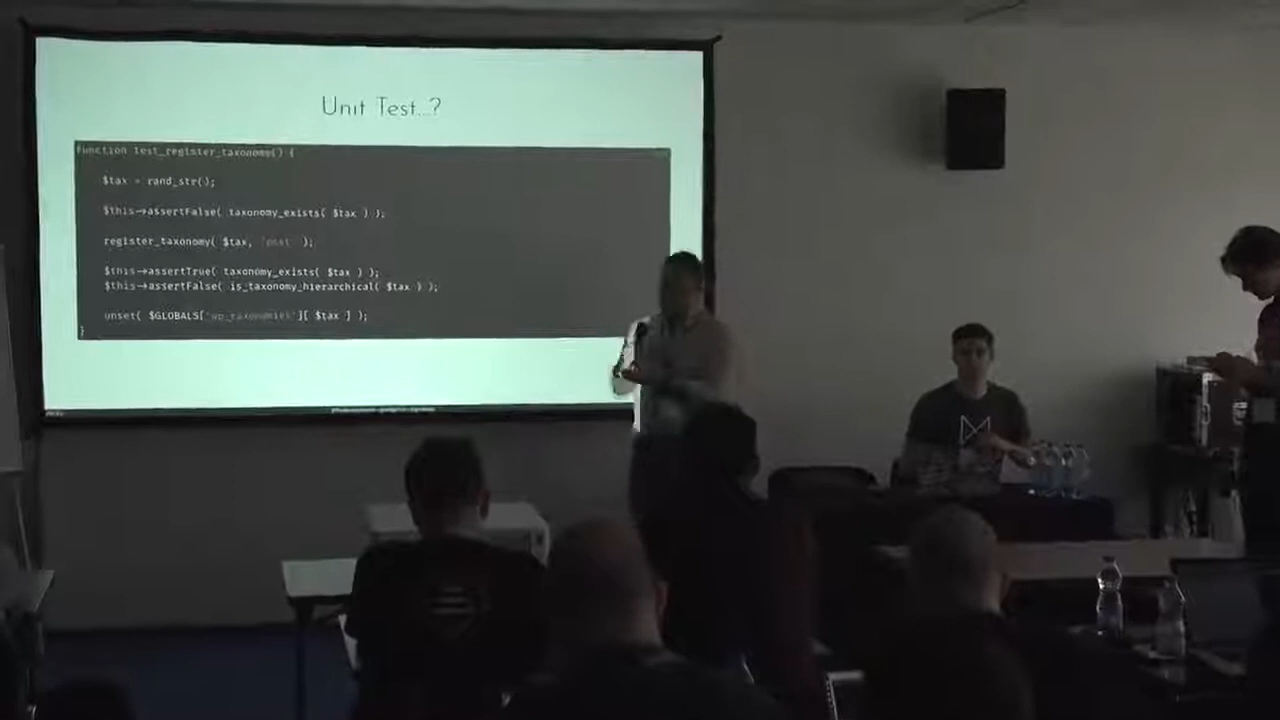 Unit Test...?
function test_register_taxonomy() {
$tax = rand_str();
$this->assertFalse( taxonomy_exists( $tax ) );
register_taxonomy( $tax, 'post' );
$this->assertTrue( taxonomy_exists( $tax ) );
$this->assertFalse( is_taxonomy_hierarchical( $tax ) );
unset( $GLOBALS['wp_taxonomies'][ $tax ] );
}